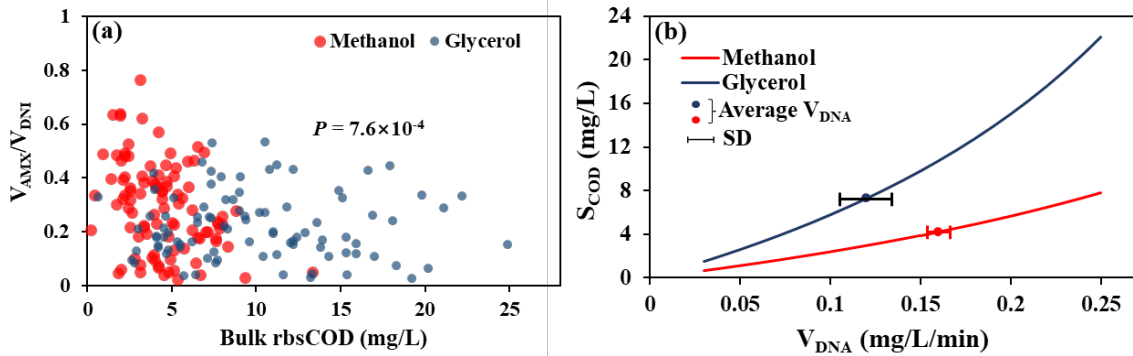 (a)
Methanol
Glycerol
P = 7.6×10⁻⁴
V_AMX/V_DNI
1
0.8
0.6
0.4
0.2
0
0 5 10 15 20 25
Bulk rbsCOD (mg/L)
(b)
Methanol
Glycerol
Average V_DNA
SD
S_COD (mg/L)
24
20
16
12
8
4
0
0 0.05 0.1 0.15 0.2 0.25
V_DNA (mg/L/min)